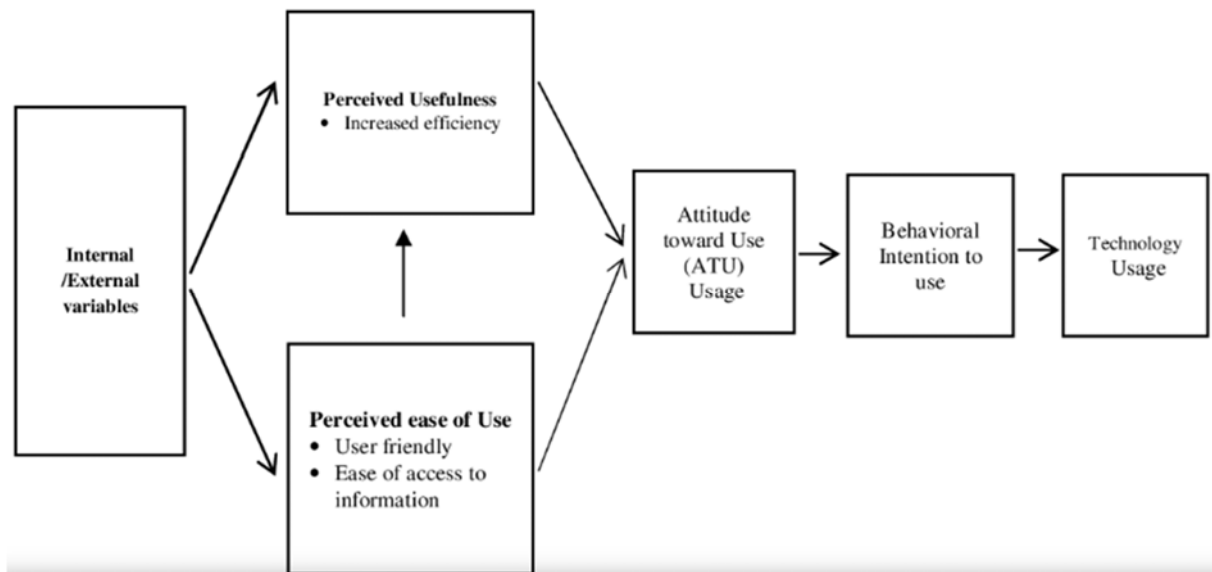 Internal
/External
variables
Perceived Usefulness
• Increased efficiency
Perceived ease of Use
• User friendly
• Ease of access to
information
Attitude
toward Use
(ATU)
Usage
Behavioral
Intention to
use
Technology
Usage